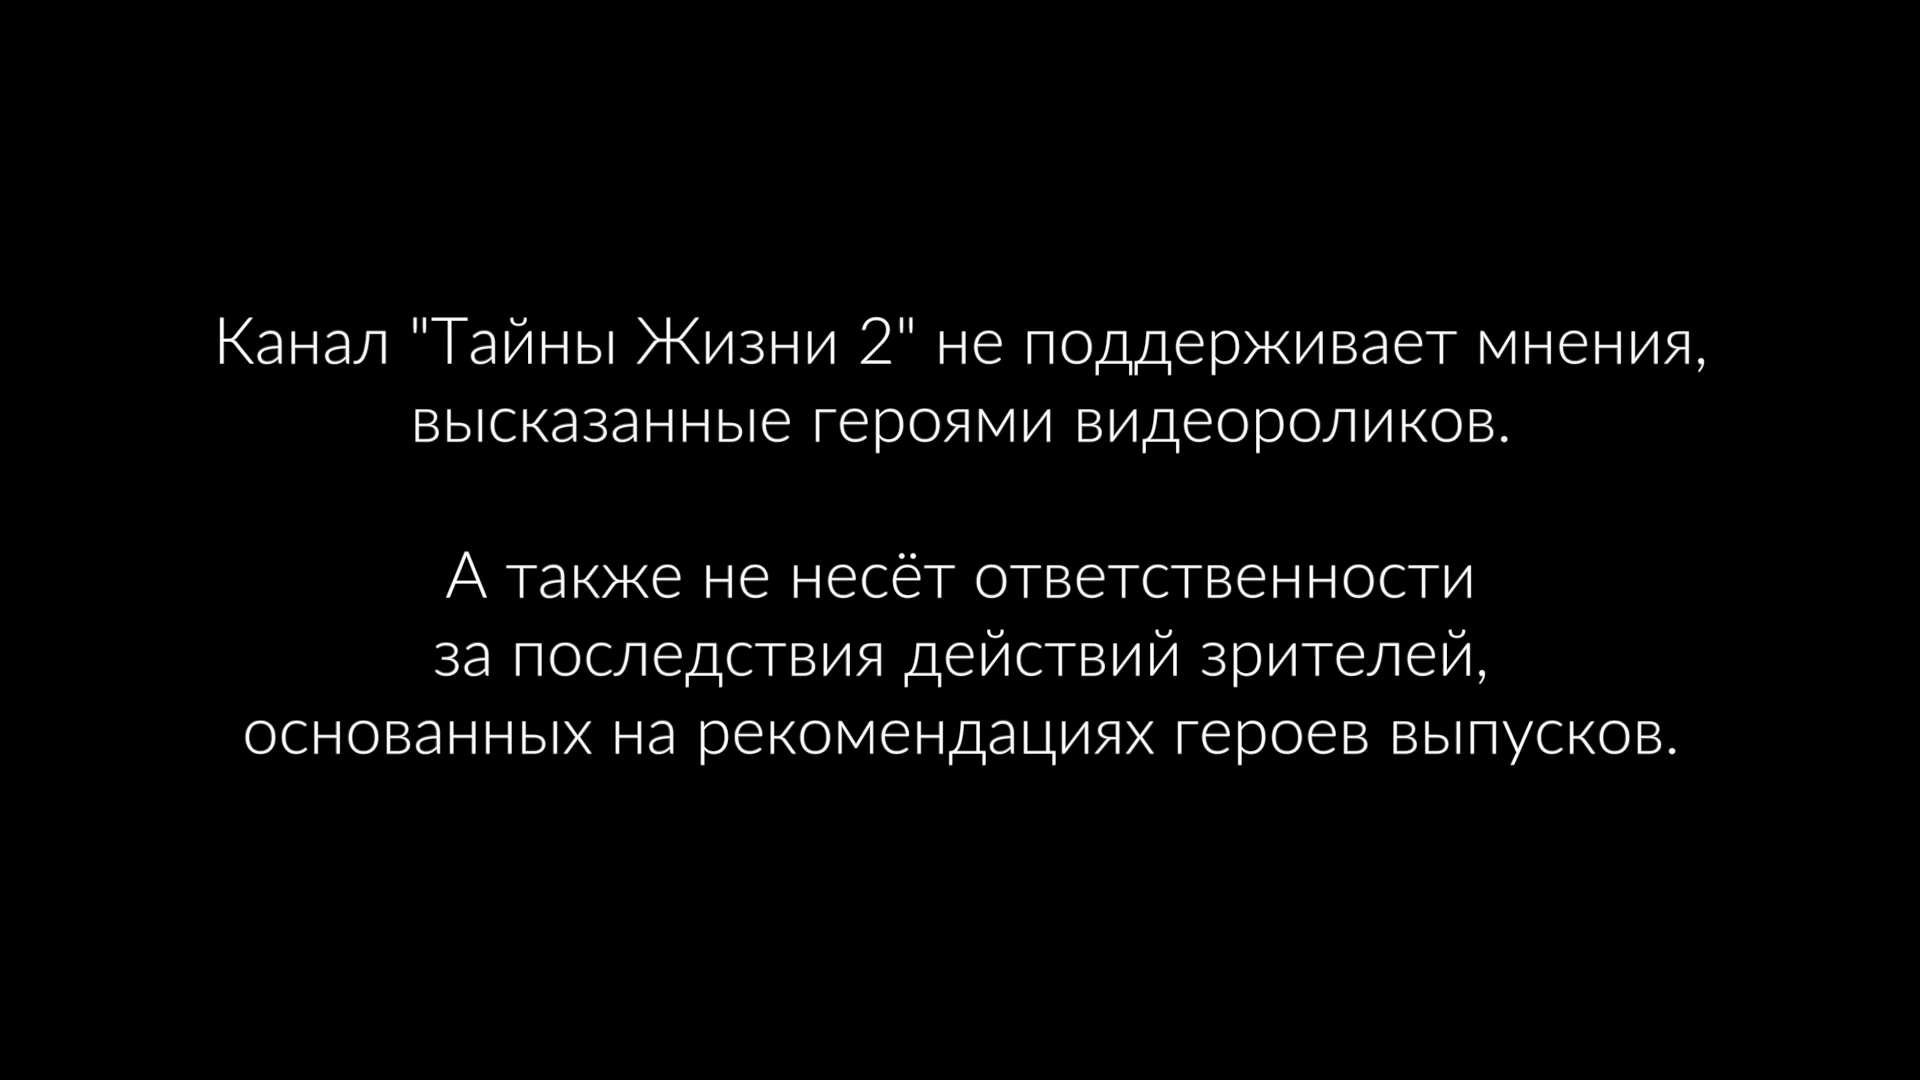 Канал "Тайны Жизни 2" не поддерживает мнения,
высказанные героями видеороликов.
А также не несёт ответственности
за последствия действий зрителей,
основанных на рекомендациях героев выпусков.